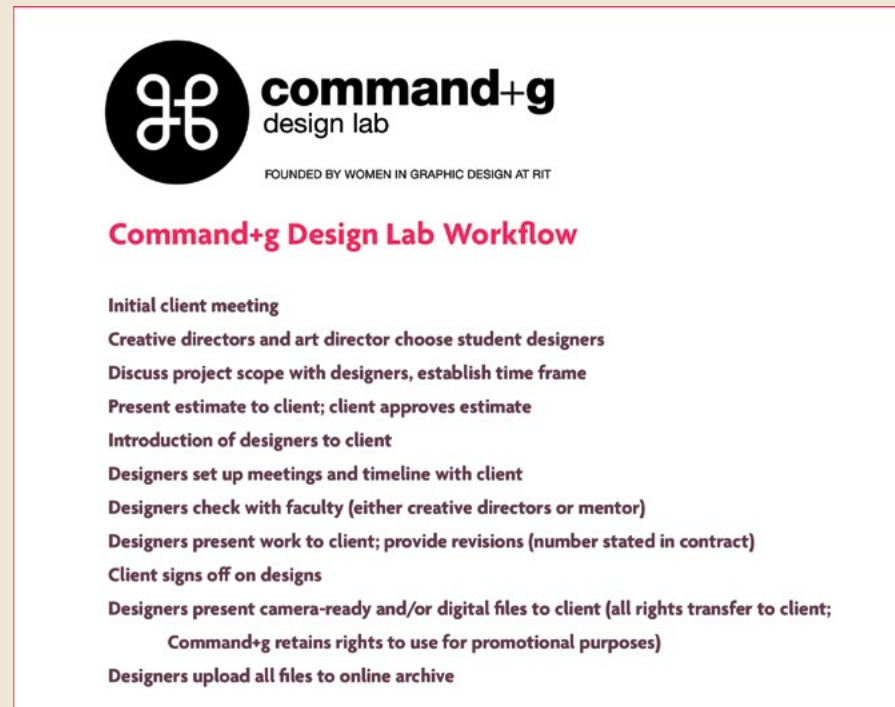 command+g
design lab
FOUNDED BY WOMEN IN GRAPHIC DESIGN AT RIT
Command+g Design Lab Workflow
Initial client meeting
Creative directors and art director choose student designers
Discuss project scope with designers, establish time frame
Present estimate to client; client approves estimate
Introduction of designers to client
Designers set up meetings and timeline with client
Designers check with faculty (either creative directors or mentor)
Designers present work to client; provide revisions (number stated in contract)
Client signs off on designs
Designers present camera-ready and/or digital files to client (all rights transfer to client;
Command+g retains rights to use for promotional purposes)
Designers upload all files to online archive